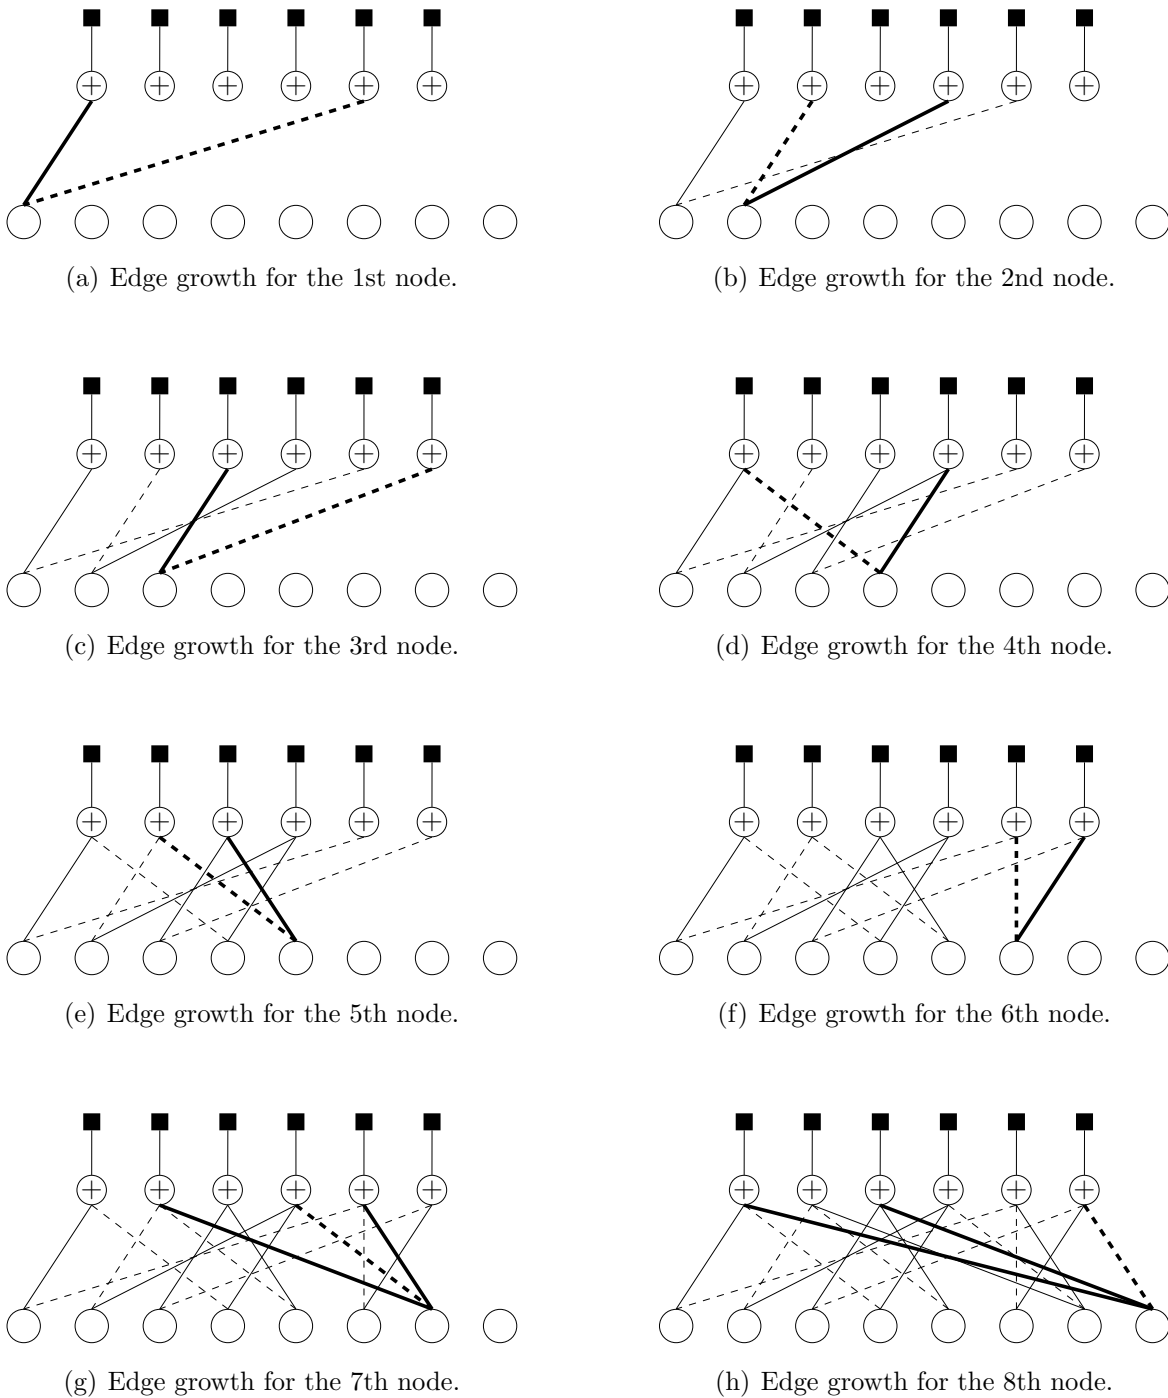 (a) Edge growth for the 1st node.
(b) Edge growth for the 2nd node.
(c) Edge growth for the 3rd node.
(d) Edge growth for the 4th node.
(e) Edge growth for the 5th node.
(f) Edge growth for the 6th node.
(g) Edge growth for the 7th node.
(h) Edge growth for the 8th node.